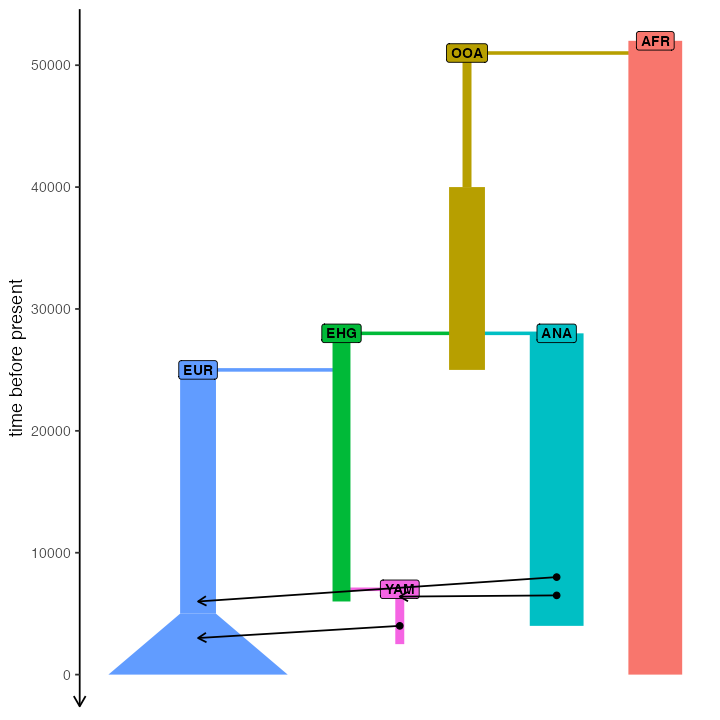 AFR
OOA
50000
40000
30000
EHG
ANA
EUR
20000
10000
YAM
0
time before present